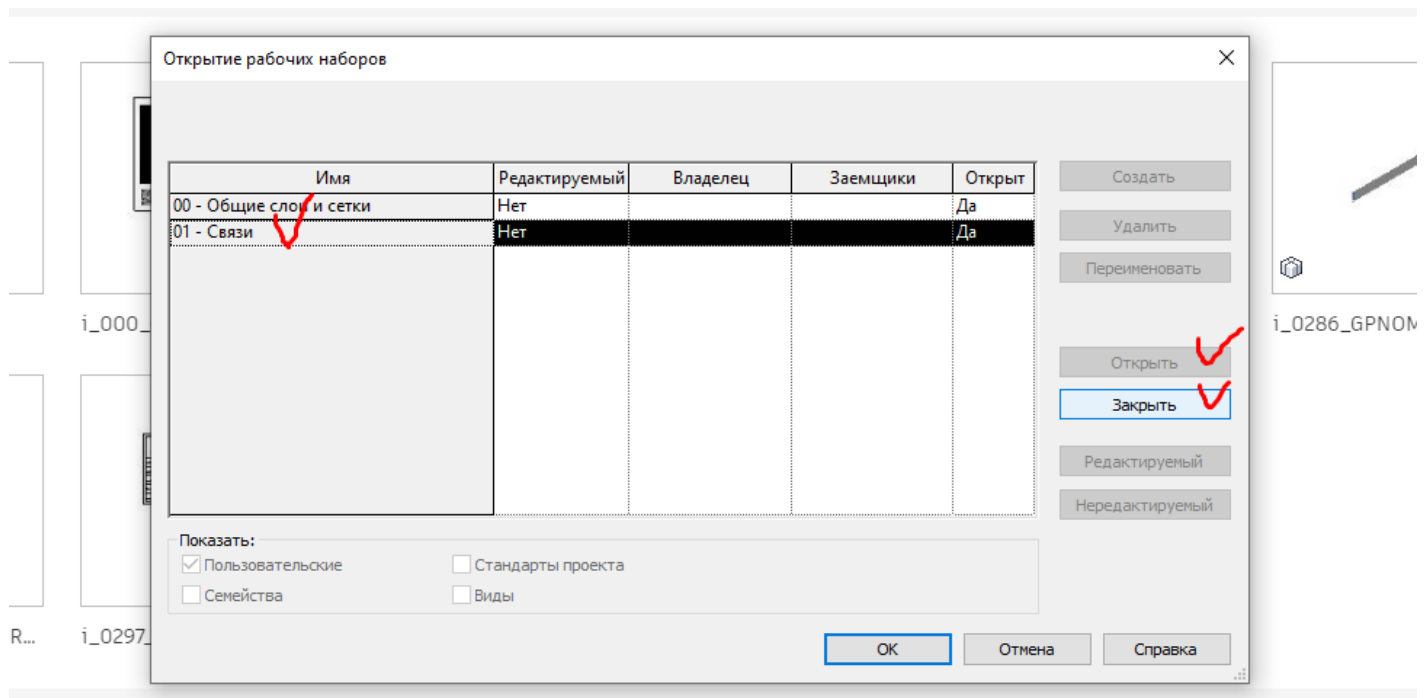 Открытие рабочих наборов
Имя Редактируемый Владелец Заемщики Открыт
00 - Общие слои и сетки Нет Да
01 - Связи Нет Да
Создать
Удалить
Переименовать
Открыть
Закрыть
Редактируемый
Нередактируемый
Показать:
Пользовательские Стандарты проекта
Семейства Виды
ОК Отмена Справка
i_000_
i_0286_GPNOM
R... i_0297_